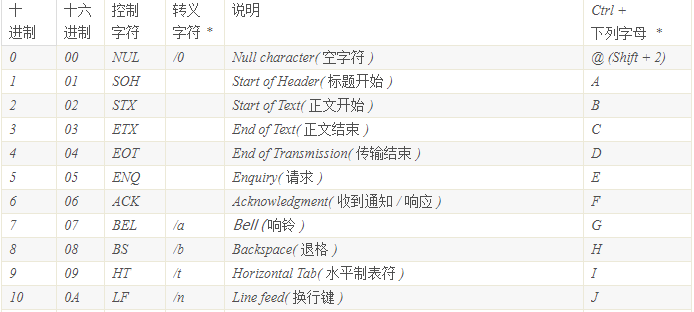 十 十六 控制 转义 说明 Ctrl +
进制 进制 字符 字符 * 下列字母 *
0 00 NUL /0 Null character( 空字符 ) @ (Shift + 2)
1 01 SOH Start of Header( 标题开始 ) A
2 02 STX Start of Text( 正文开始 ) B
3 03 ETX End of Text( 正文结束 ) C
4 04 EOT End of Transmission( 传输结束 ) D
5 05 ENQ Enquiry( 请求 ) E
6 06 ACK Acknowledgment( 收到通知 / 响应 ) F
7 07 BEL /a Bell (响铃 ) G
8 08 BS /b Backspace( 退格 ) H
9 09 HT /t Horizontal Tab( 水平制表符 ) I
10 0A LF /n Line feed( 换行键 ) J